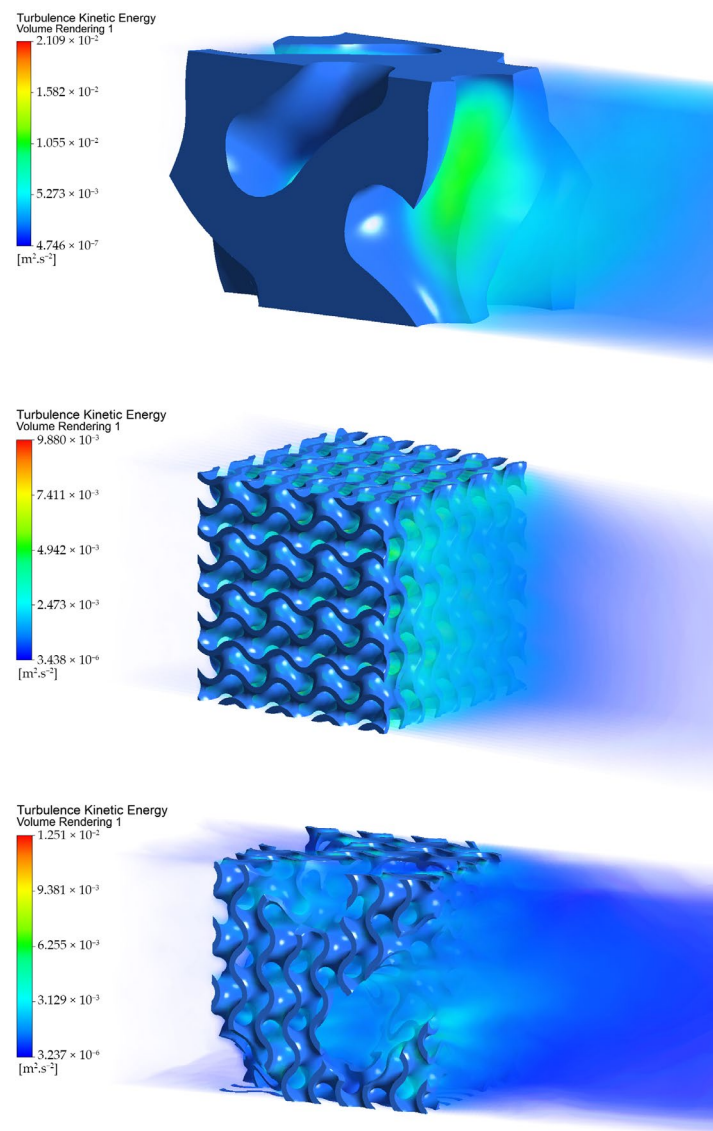 Turbulence Kinetic Energy
Volume Rendering 1
2.109 × 10⁻²
1.582 × 10⁻²
1.055 × 10⁻²
5.273 × 10⁻³
4.746 × 10⁻⁷
[m².s⁻²]
Turbulence Kinetic Energy
Volume Rendering 1
9.880 × 10⁻³
7.411 × 10⁻³
4.942 × 10⁻³
2.473 × 10⁻³
3.438 × 10⁻⁶
[m².s⁻²]
Turbulence Kinetic Energy
Volume Rendering 1
1.251 × 10⁻²
9.381 × 10⁻³
6.255 × 10⁻³
3.129 × 10⁻³
3.237 × 10⁻⁶
[m².s⁻²]